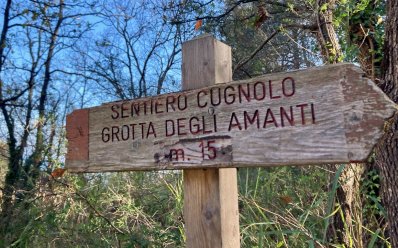 SENTIERO CUGNOLO
GROTTA DEGLI AMANTI
m. 15